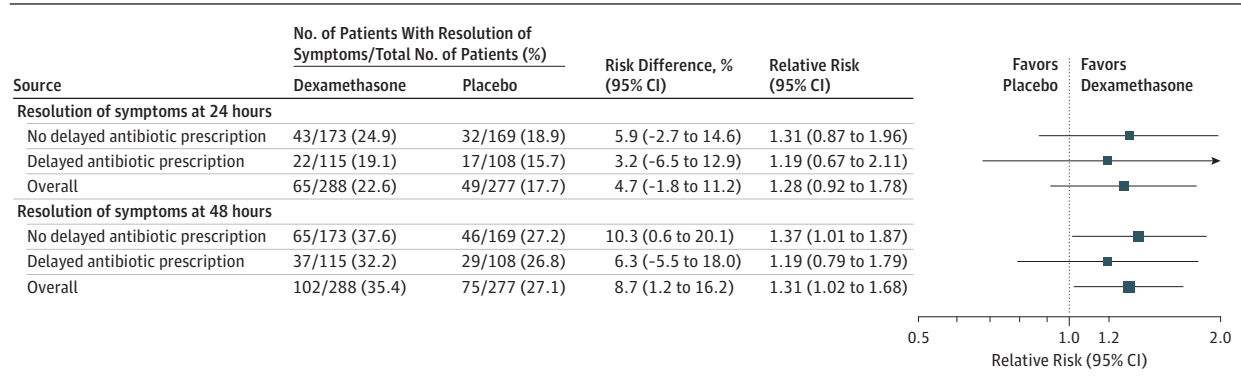 No. of Patients With Resolution of
Symptoms/Total No. of Patients (%)
Source Dexamethasone Placebo Risk Difference, % (95% CI) Relative Risk (95% CI) Favors Placebo Favors Dexamethasone
Resolution of symptoms at 24 hours
No delayed antibiotic prescription 43/173 (24.9) 32/169 (18.9) 5.9 (-2.7 to 14.6) 1.31 (0.87 to 1.96)
Delayed antibiotic prescription 22/115 (19.1) 17/108 (15.7) 3.2 (-6.5 to 12.9) 1.19 (0.67 to 2.11)
Overall 65/288 (22.6) 49/277 (17.7) 4.7 (-1.8 to 11.2) 1.28 (0.92 to 1.78)
Resolution of symptoms at 48 hours
No delayed antibiotic prescription 65/173 (37.6) 46/169 (27.2) 10.3 (0.6 to 20.1) 1.37 (1.01 to 1.87)
Delayed antibiotic prescription 37/115 (32.2) 29/108 (26.8) 6.3 (-5.5 to 18.0) 1.19 (0.79 to 1.79)
Overall 102/288 (35.4) 75/277 (27.1) 8.7 (1.2 to 16.2) 1.31 (1.02 to 1.68)
0.5 1.0 1.2 2.0
Relative Risk (95% CI)